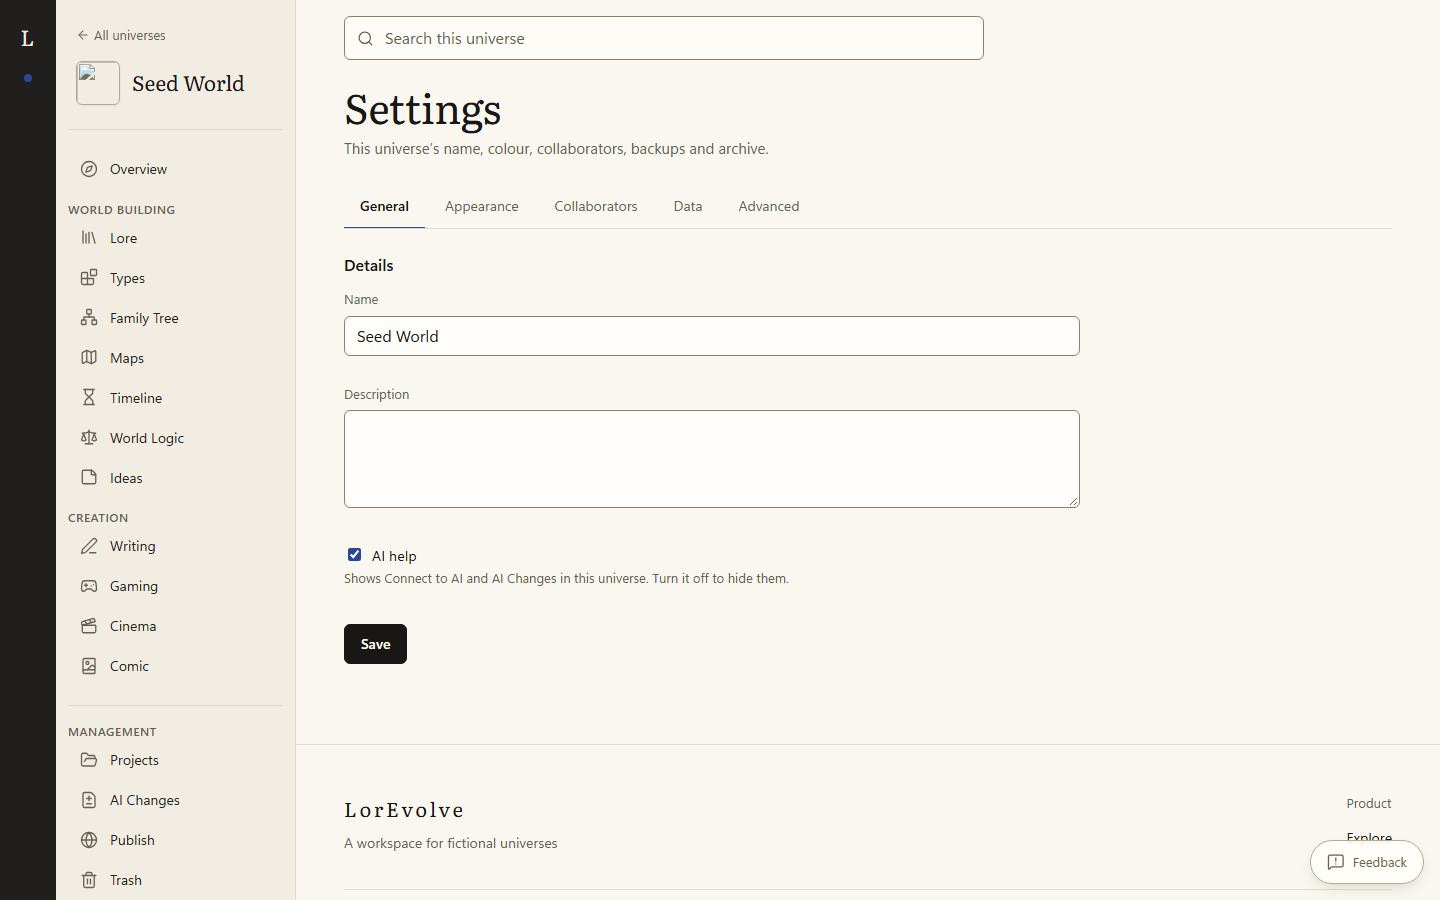 L
All universes
Seed World
Overview
WORLD BUILDING
Lore
Types
Family Tree
Maps
Timeline
World Logic
Ideas
CREATION
Writing
Gaming
Cinema
Comic
MANAGEMENT
Projects
AI Changes
Publish
Trash
Search this universe
Settings
This universe's name, colour, collaborators, backups and archive.
General Appearance Collaborators Data Advanced
Details
Name
Seed World
Description
AI help
Shows Connect to AI and AI Changes in this universe. Turn it off to hide them.
Save
LorEvolve
A workspace for fictional universes
Product
Explore
Feedback